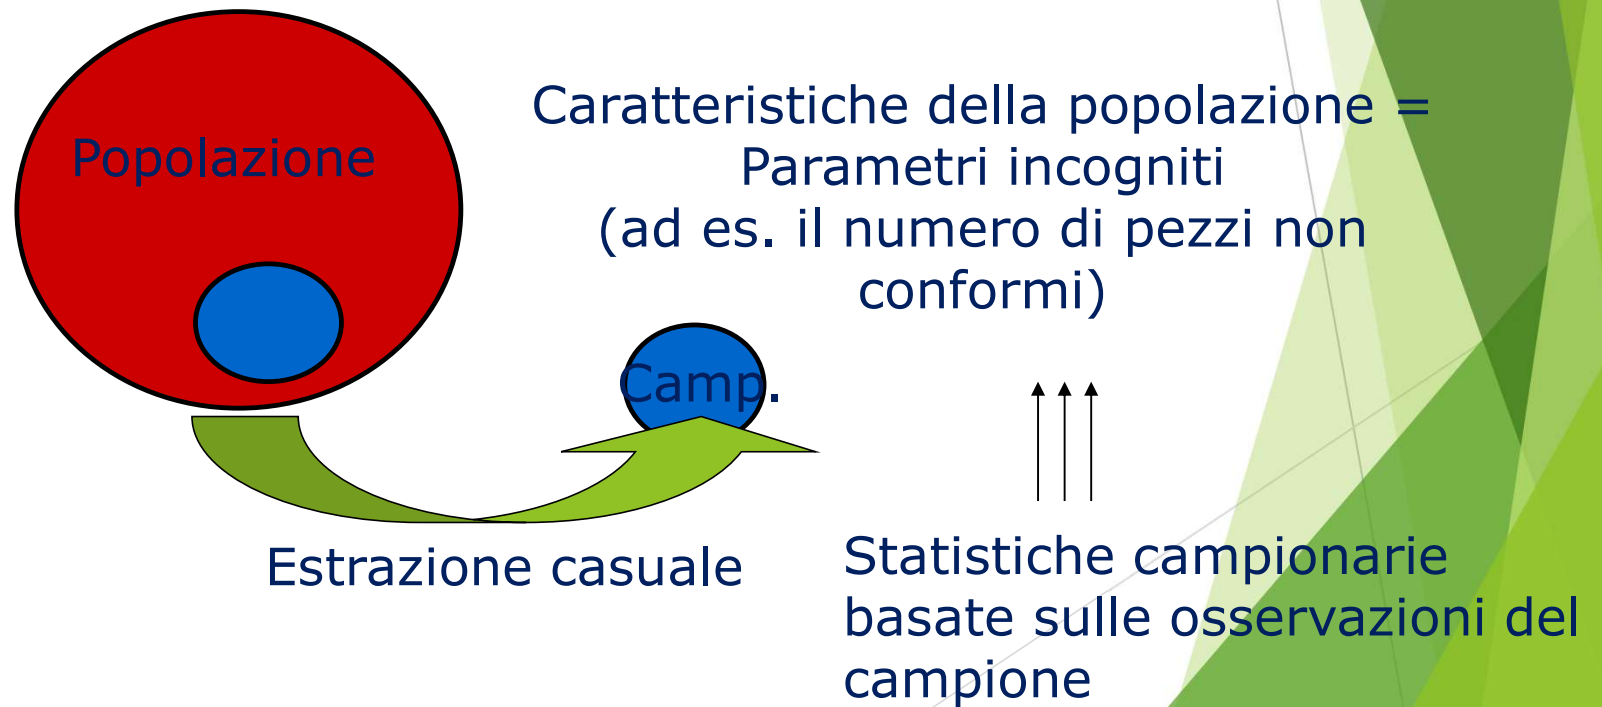 Popolazione
Caratteristiche della popolazione =
Parametri incogniti
(ad es. il numero di pezzi non
conformi)
Camp.
Estrazione casuale
Statistiche campionarie
basate sulle osservazioni del
campione